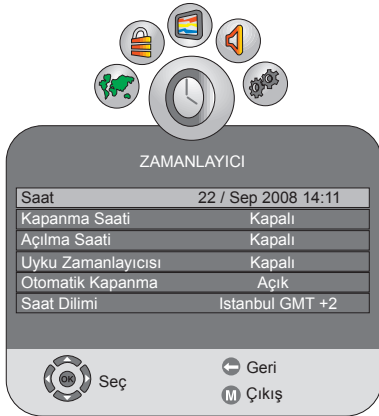 ZAMANLAYICI
Saat 22 / Sep 2008 14:11
Kapanma Saati Kapalı
Açılma Saati Kapalı
Uyku Zamanlayıcısı Kapalı
Otomatik Kapanma Açık
Saat Dilimi Istanbul GMT +2
OK Seç
Geri
M Çıkış